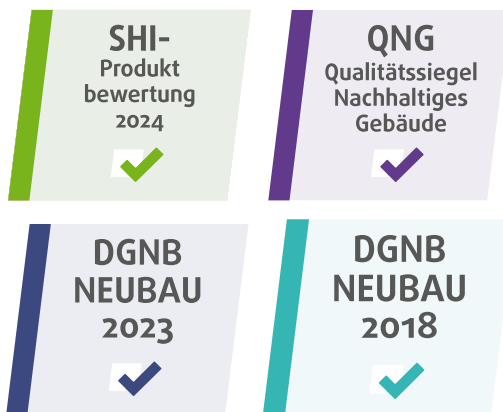 SHI-
Produkt
bewertung
2024
QNG
Qualitätssiegel
Nachhaltiges
Gebäude
DGNB
NEUBAU
2023
DGNB
NEUBAU
2018